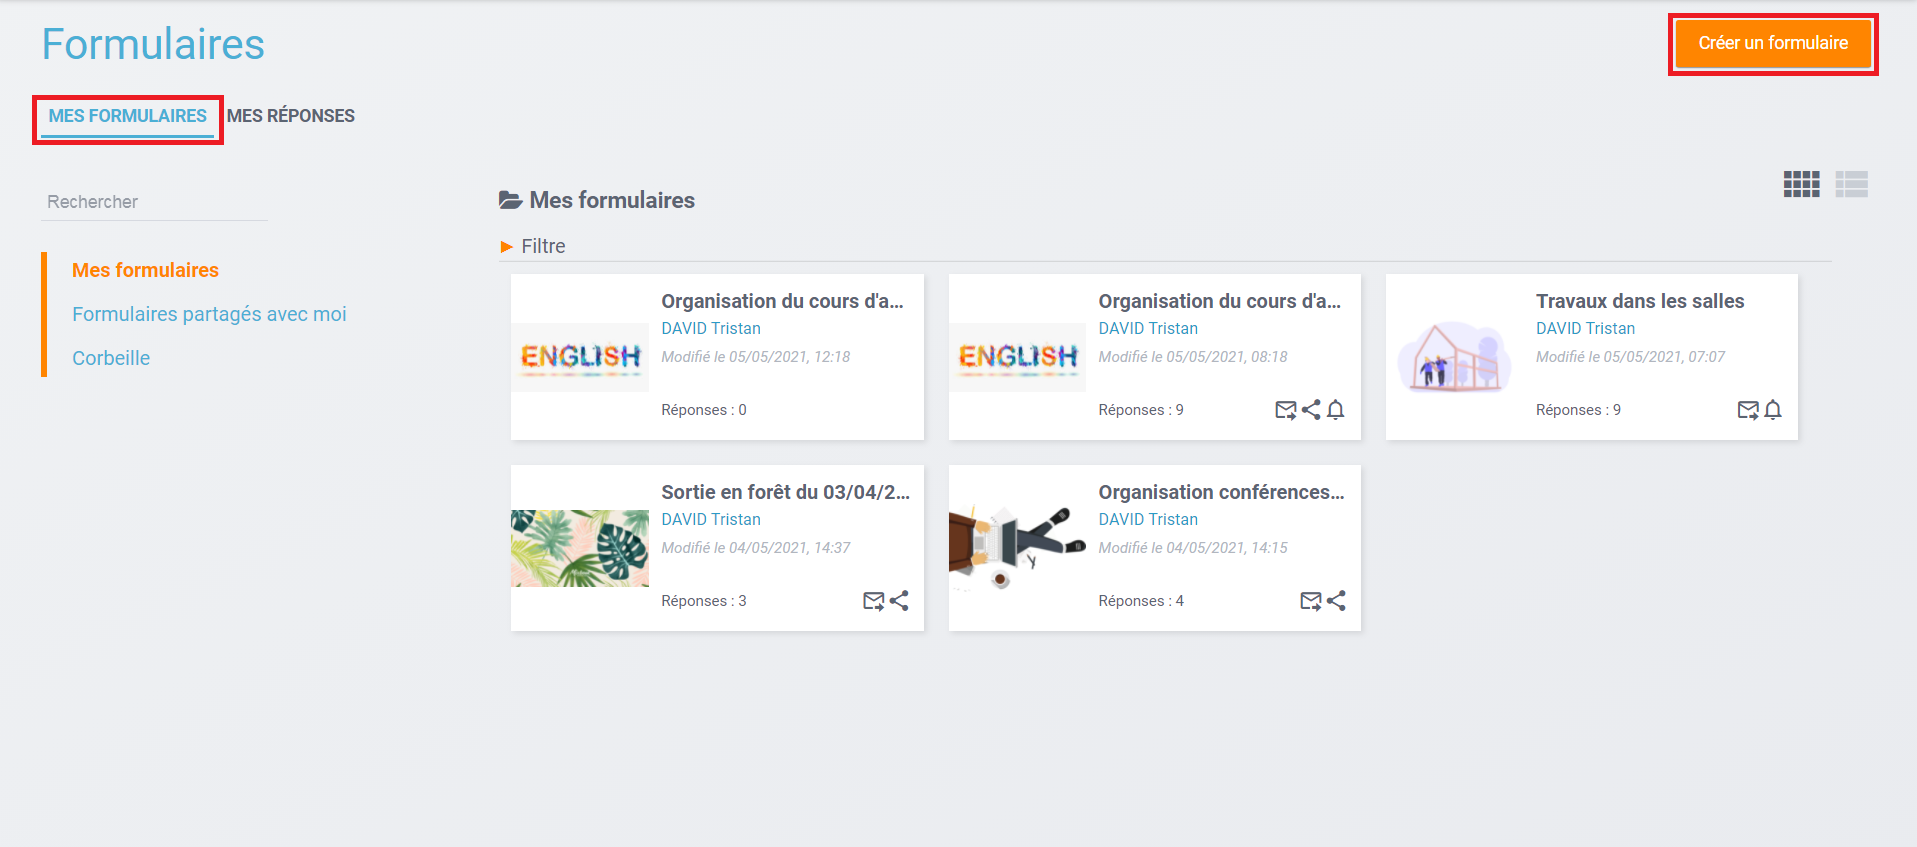 Formulaires
Créer un formulaire
MES FORMULAIRES
MES RÉPONSES
Rechercher
Mes formulaires
Formulaires partagés avec moi
Corbeille
Mes formulaires
Filtre
ENGLISH
Organisation du cours d'a...
DAVID Tristan
Modifié le 05/05/2021, 12:18
Réponses : 0
ENGLISH
Organisation du cours d'a...
DAVID Tristan
Modifié le 05/05/2021, 08:18
Réponses : 9
Travaux dans les salles
DAVID Tristan
Modifié le 05/05/2021, 07:07
Réponses : 9
Sortie en forêt du 03/04/2...
DAVID Tristan
Modifié le 04/05/2021, 14:37
Réponses : 3
Organisation conférences...
DAVID Tristan
Modifié le 04/05/2021, 14:15
Réponses : 4